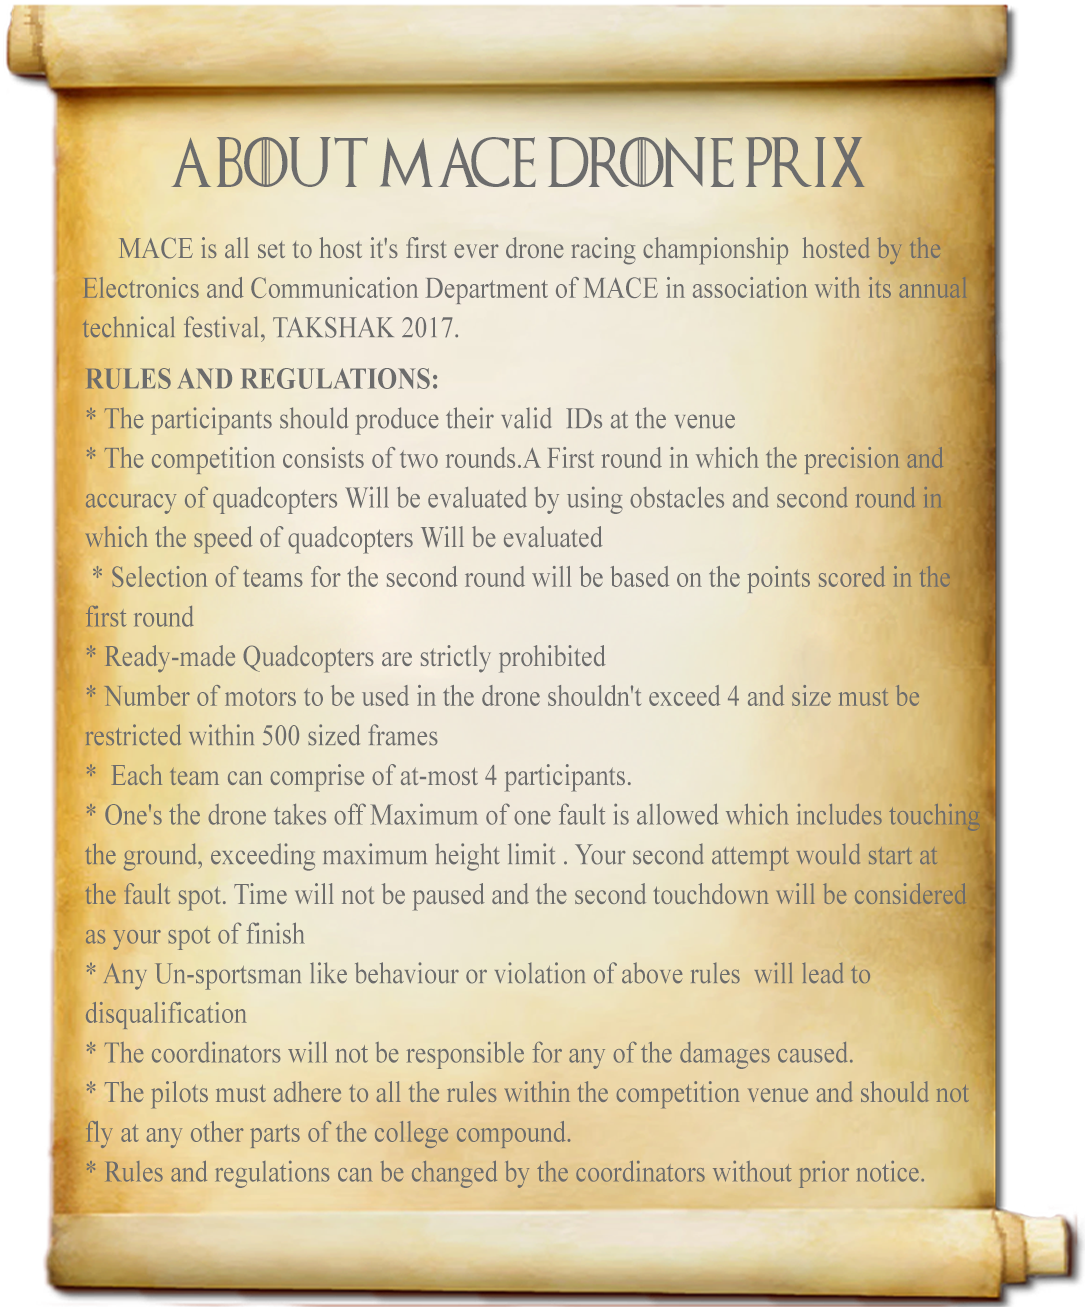 ABOUT MACE DRONE PRIX
MACE is all set to host it's first ever drone racing championship hosted by the
Electronics and Communication Department of MACE in association with its annual
technical festival, TAKSHAK 2017.
RULES AND REGULATIONS:
* The participants should produce their valid IDs at the venue
* The competition consists of two rounds.A First round in which the precision and
accuracy of quadcopters Will be evaluated by using obstacles and second round in
which the speed of quadcopters Will be evaluated
* Selection of teams for the second round will be based on the points scored in the
first round
* Ready-made Quadcopters are strictly prohibited
* Number of motors to be used in the drone shouldn't exceed 4 and size must be
restricted within 500 sized frames
* Each team can comprise of at-most 4 participants.
* One's the drone takes off Maximum of one fault is allowed which includes touching
the ground, exceeding maximum height limit . Your second attempt would start at
the fault spot. Time will not be paused and the second touchdown will be considered
as your spot of finish
* Any Un-sportsman like behaviour or violation of above rules will lead to
disqualification
* The coordinators will not be responsible for any of the damages caused.
* The pilots must adhere to all the rules within the competition venue and should not
fly at any other parts of the college compound.
* Rules and regulations can be changed by the coordinators without prior notice.